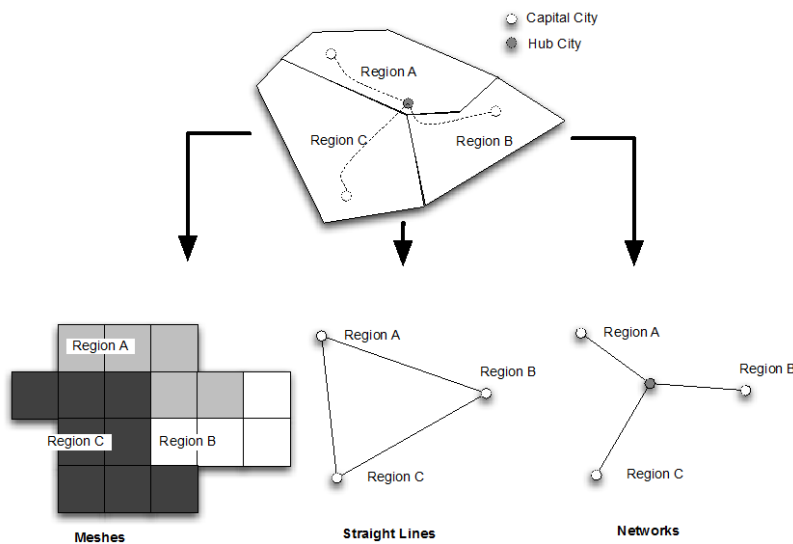 Capital City
Hub City
Region A
Region C
Region B
Region A
Region C
Region B
Meshes
Region A
Region B
Region C
Straight Lines
Region A
Region B
Region C
Networks